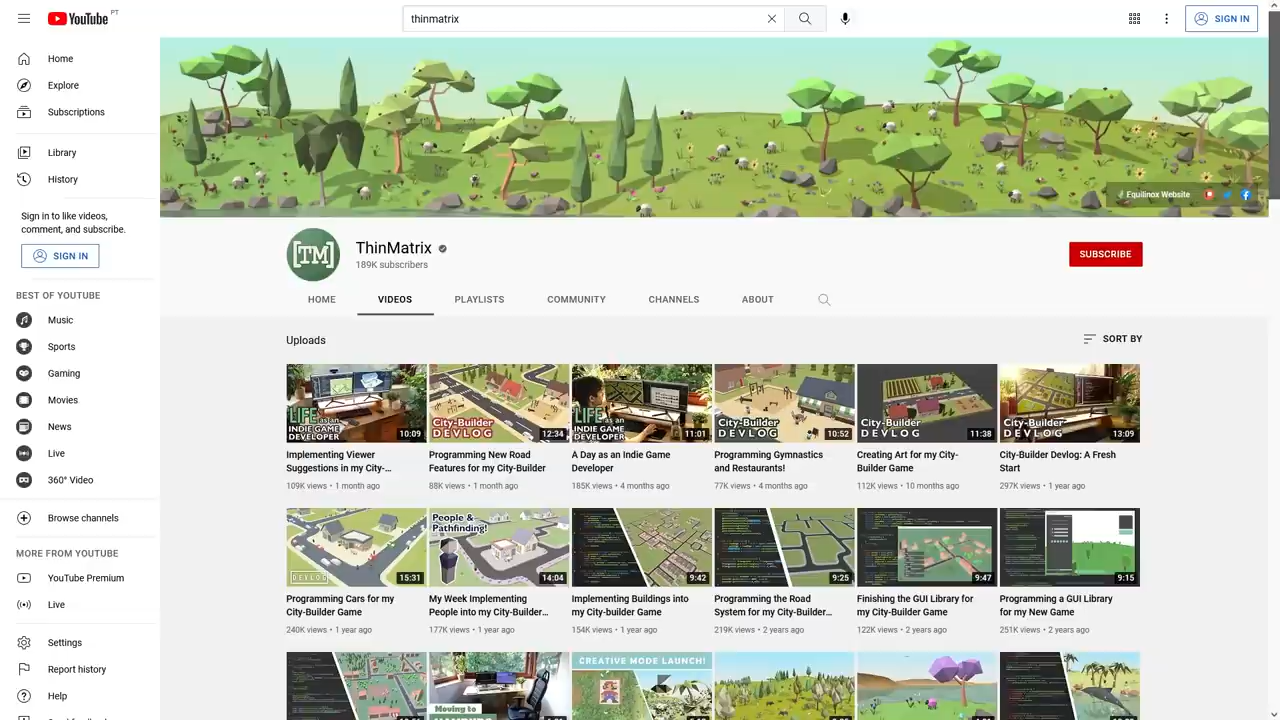 YouTube PT
thinmatrix
SIGN IN
Home
Explore
Subscriptions
Library
History
Sign in to like videos,
comment, and subscribe.
SIGN IN
BEST OF YOUTUBE
Music
Sports
Gaming
Movies
News
Live
360° Video
Browse channels
MORE FROM YOUTUBE
YouTube Premium
Live
Settings
Report history
Help
Equilinox Website
[TM]
ThinMatrix
189K subscribers
SUBSCRIBE
HOME VIDEOS PLAYLISTS COMMUNITY CHANNELS ABOUT
Uploads
SORT BY
LIFE as an
INDIE GAME
DEVELOPER
10:09
Implementing Viewer
Suggestions in my City-...
109K views • 1 month ago
City-Builder
DEVLOG
12:34
Programming New Road
Features for my City-Builder
88K views • 1 month ago
LIFE as an
INDIE GAME
DEVELOPER
11:01
A Day as an Indie Game
Developer
185K views • 4 months ago
City-Builder
DEVLOG
10:52
Programming Gymnastics
and Restaurants!
77K views • 4 months ago
City-Builder
DEVLOG
11:38
Creating Art for my City-
Builder Game
112K views • 10 months ago
City-Builder
DEVLOG
13:09
City-Builder Devlog: A Fresh
Start
297K views • 1 year ago
DEVLOG
15:31
Programming Cars for my
City-Builder Game
240K views • 1 year ago
People &
Pathfinding!
14:04
My Week Implementing
People into my City-Builder...
177K views • 1 year ago
9:42
Implementing Buildings into
my City-builder Game
154K views • 1 year ago
9:25
Programming the Road
System for my City-Builder...
219K views • 2 years ago
9:47
Finishing the GUI Library for
my City-Builder Game
122K views • 2 years ago
9:15
Programming a GUI Library
for my New Game
251K views • 2 years ago
Moving to
CREATIVE MODE LAUNCH!